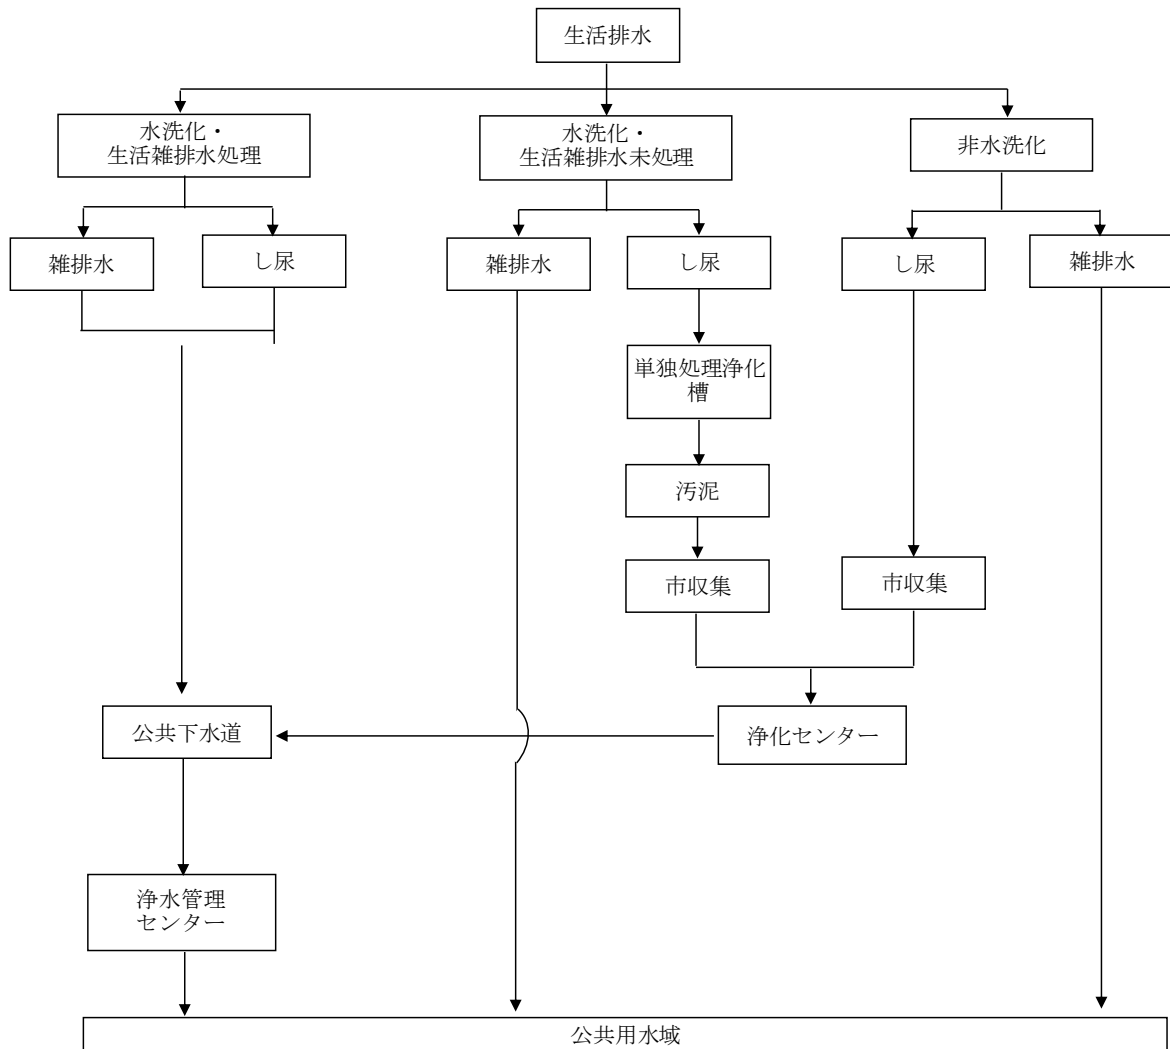 生活排水
水洗化・
生活雑排水処理
水洗化・
生活雑排水未処理
非水洗化
雑排水
し尿
雑排水
し尿
し尿
雑排水
単独処理浄化
槽
汚泥
市収集
市収集
公共下水道
浄化センター
浄水管理
センター
公共用水域